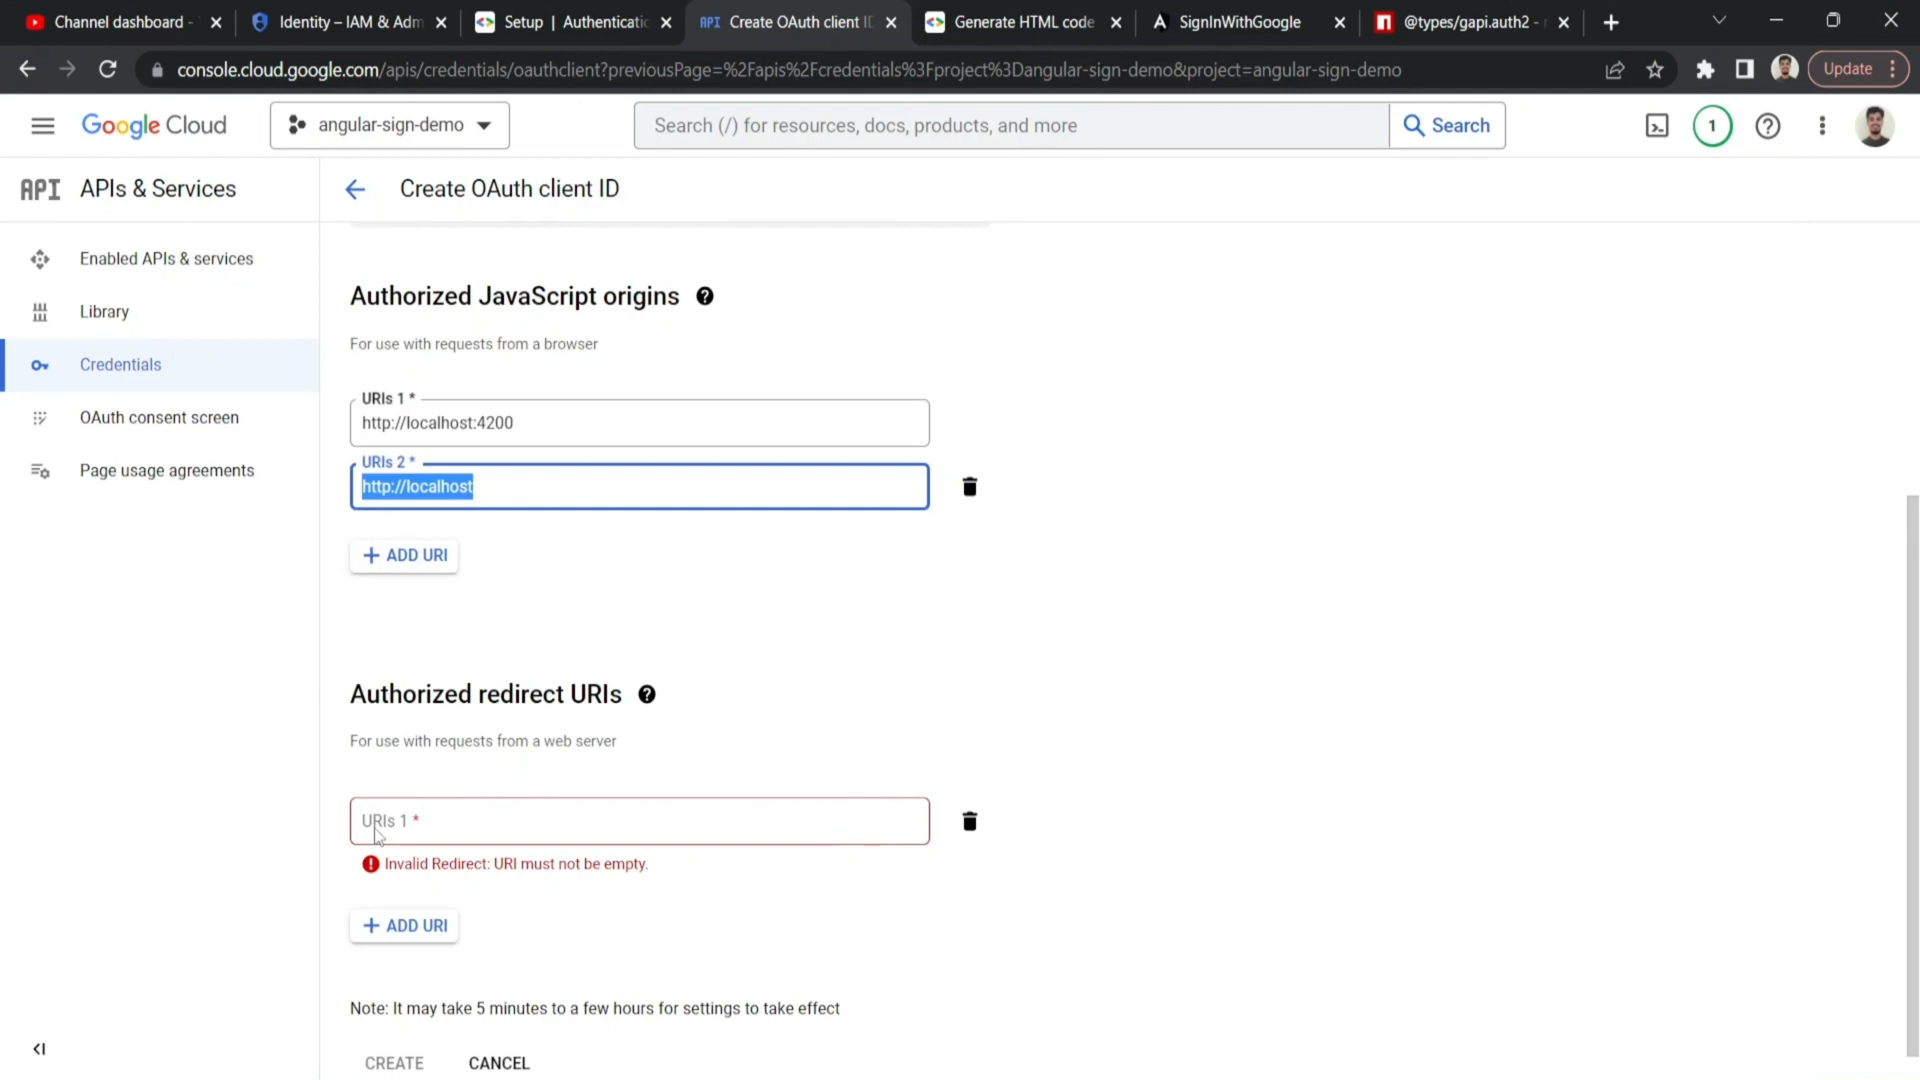 Channel dashboard -
Identity – IAM & Adm
Setup | Authenticatic
API Create OAuth client ID
Generate HTML code
SignInWithGoogle
@types/gapi.auth2 -
console.cloud.google.com/apis/credentials/oauthclient?previousPage=%2Fapis%2Fcredentials%3Fproject%3Dangular-sign-demo&project=angular-sign-demo
Update
Google Cloud
angular-sign-demo
Search (/) for resources, docs, products, and more
Search
1
API APIs & Services
Create OAuth client ID
Enabled APIs & services
Library
Credentials
OAuth consent screen
Page usage agreements
Authorized JavaScript origins
For use with requests from a browser
URIs 1 *
http://localhost:4200
URIs 2 *
http://localhost
+ ADD URI
Authorized redirect URIs
For use with requests from a web server
URIs 1 *
Invalid Redirect: URI must not be empty.
+ ADD URI
Note: It may take 5 minutes to a few hours for settings to take effect
CREATE CANCEL